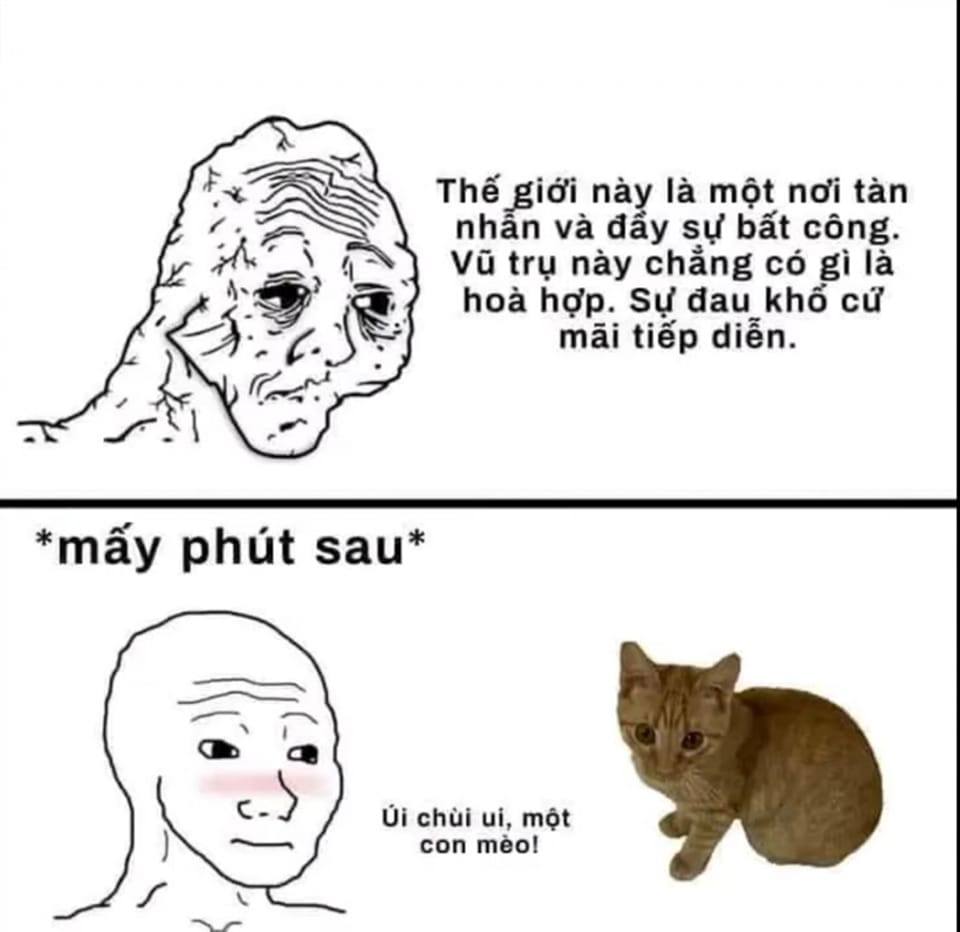 Thế giới này là một nơi tàn
nhẫn và đầy sự bất công.
Vũ trụ này chẳng có gì là
hoà hợp. Sự đau khổ cứ
mãi tiếp diễn.
*mấy phút sau*
Úi chùi ui, một
con mèo!